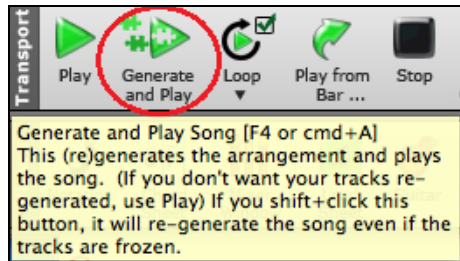 Transport
Play
Generate
and Play
Loop
Play from
Bar ...
Stop
Generate and Play Song [F4 or cmd+A]
This (re)generates the arrangement and plays
the song.  (If you don't want your tracks re-
generated, use Play) If you shift+click this
button, it will re-generate the song even if the
tracks are frozen.